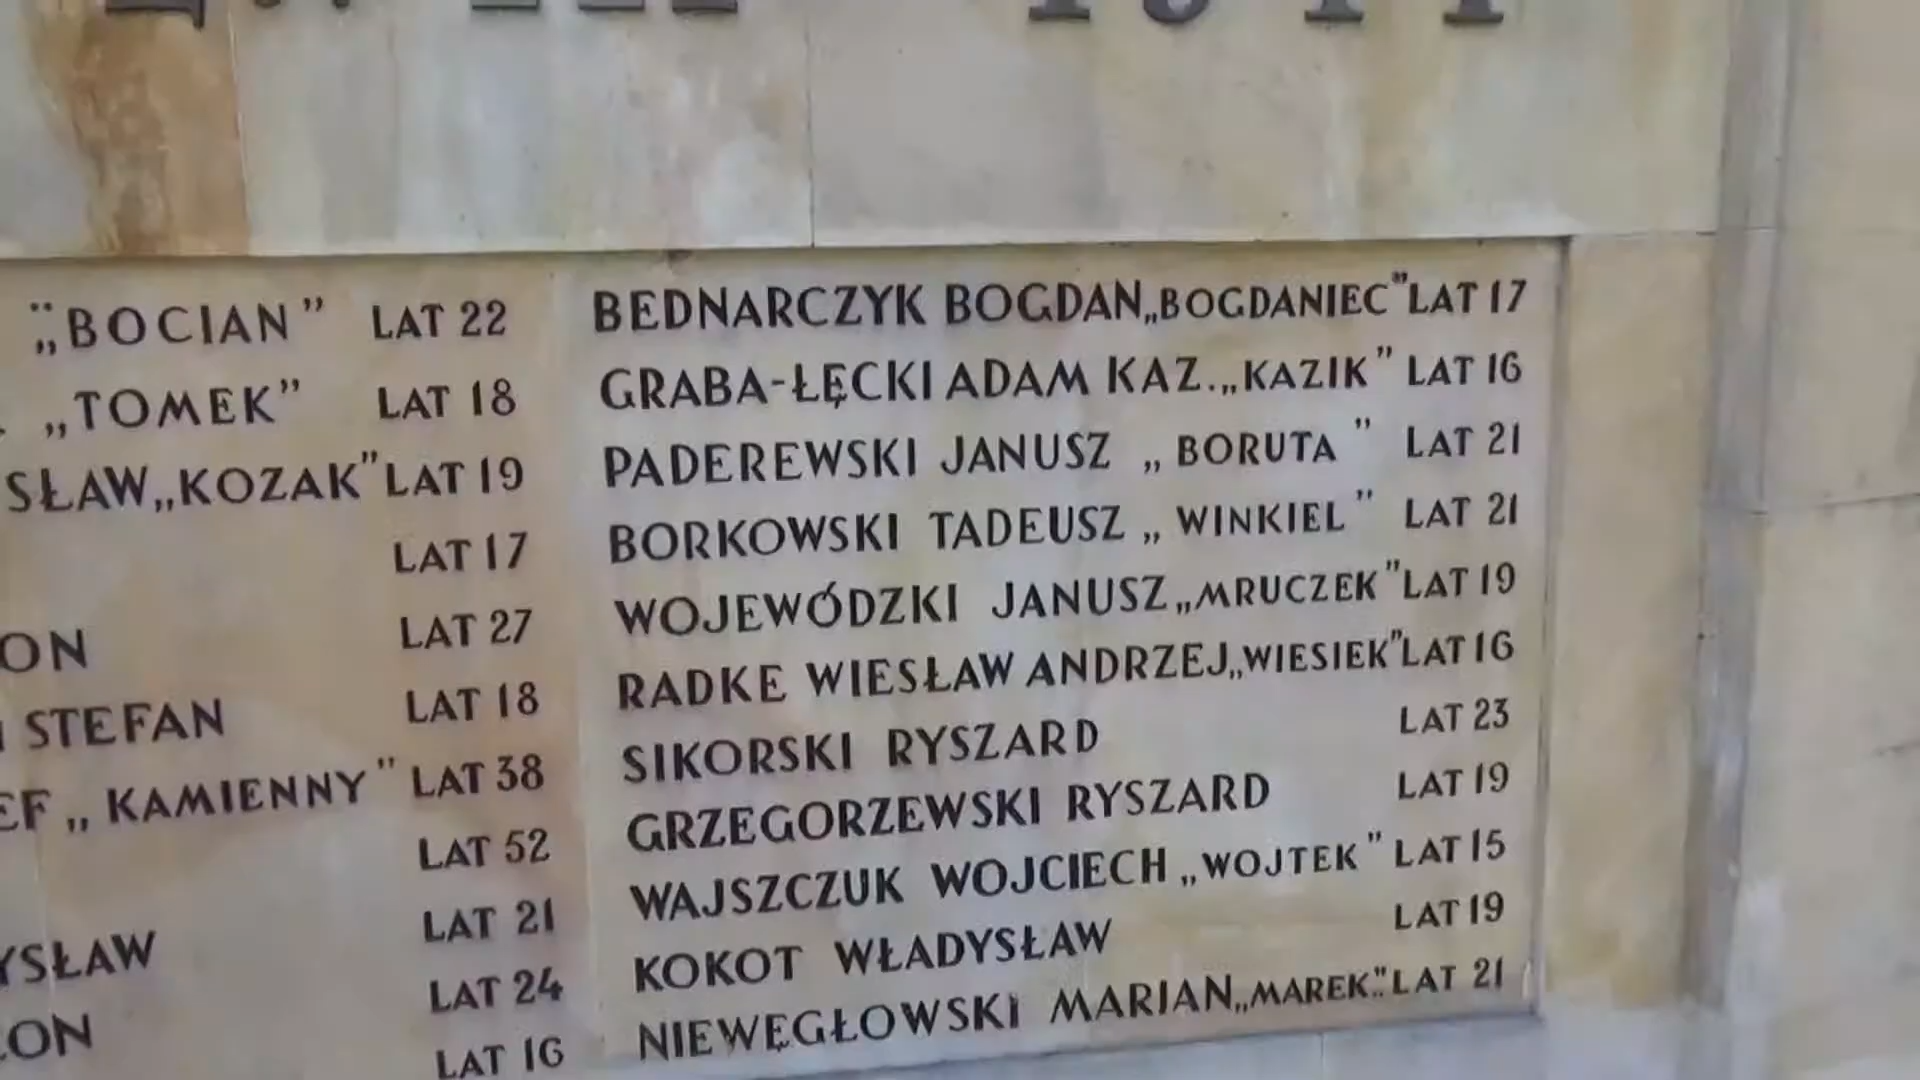 „BOCIAN” LAT 22
„TOMEK” LAT 18
SŁAW „KOZAK” LAT 19
LAT 17
ON LAT 27
STEFAN LAT 18
EF „KAMIENNY” LAT 38
LAT 52
LAT 21
YSŁAW LAT 24
ON LAT 16
BEDNARCZYK BOGDAN „BOGDANIEC” LAT 17
GRABA-ŁĘCKI ADAM KAZ. „KAZIK” LAT 16
PADEREWSKI JANUSZ „BORUTA” LAT 21
BORKOWSKI TADEUSZ „WINKIEL” LAT 21
WOJEWÓDZKI JANUSZ „MRUCZEK” LAT 19
RADKE WIESŁAW ANDRZEJ „WIESIEK” LAT 16
SIKORSKI RYSZARD LAT 23
GRZEGORZEWSKI RYSZARD LAT 19
WAJSZCZUK WOJCIECH „WOJTEK” LAT 15
KOKOT WŁADYSŁAW LAT 19
NIEWĘGŁOWSKI MARIAN „MAREK” LAT 21